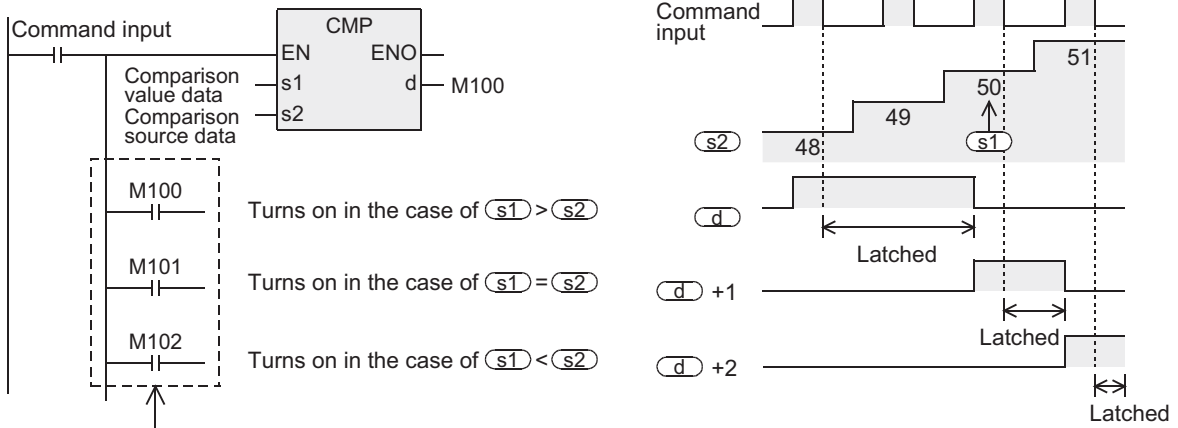 Command input
CMP
EN ENO
Comparison
value data
s1 d M100
Comparison
source data
s2
M100
Turns on in the case of s1 > s2
M101
Turns on in the case of s1 = s2
M102
Turns on in the case of s1 < s2
Command
input
51
50
49
s2 48 s1
d
Latched
d +1
Latched
d +2
Latched